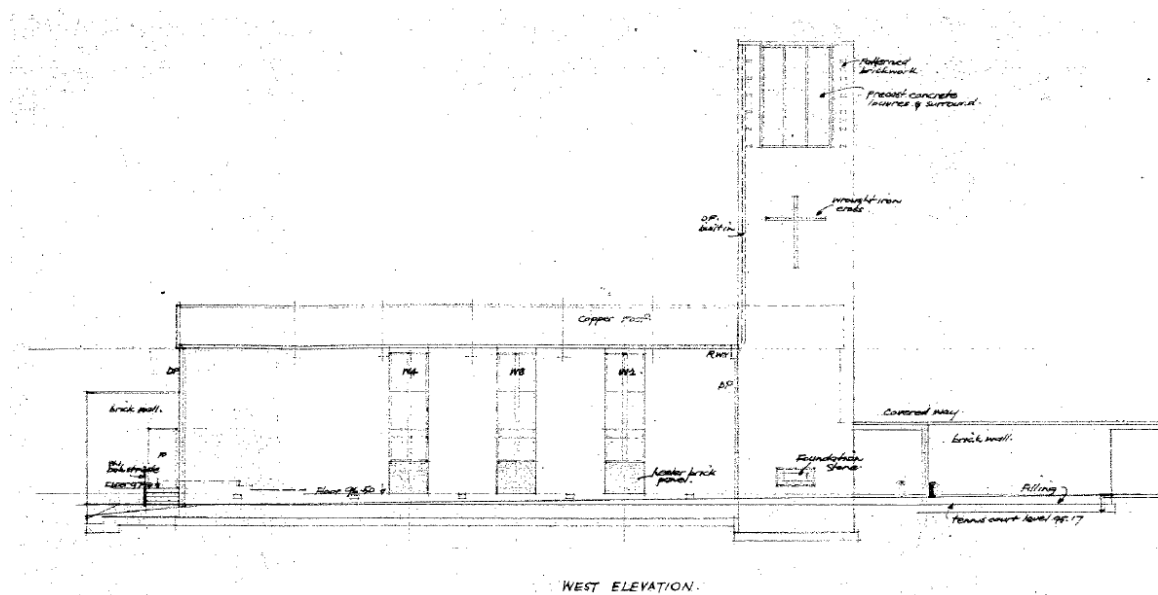 Patterned
brickwork
precast concrete
louvres & surround.
wrought iron
cross
D.P.
built in
Copper roof
RWH
DP
DP
W4
W3
W2
brick wall.
Covered way.
brick wall.
Foundation
Stone
header brick
panel.
Balustrade
Floor 96.50
Filling
tennis court level 95.17
WEST ELEVATION.